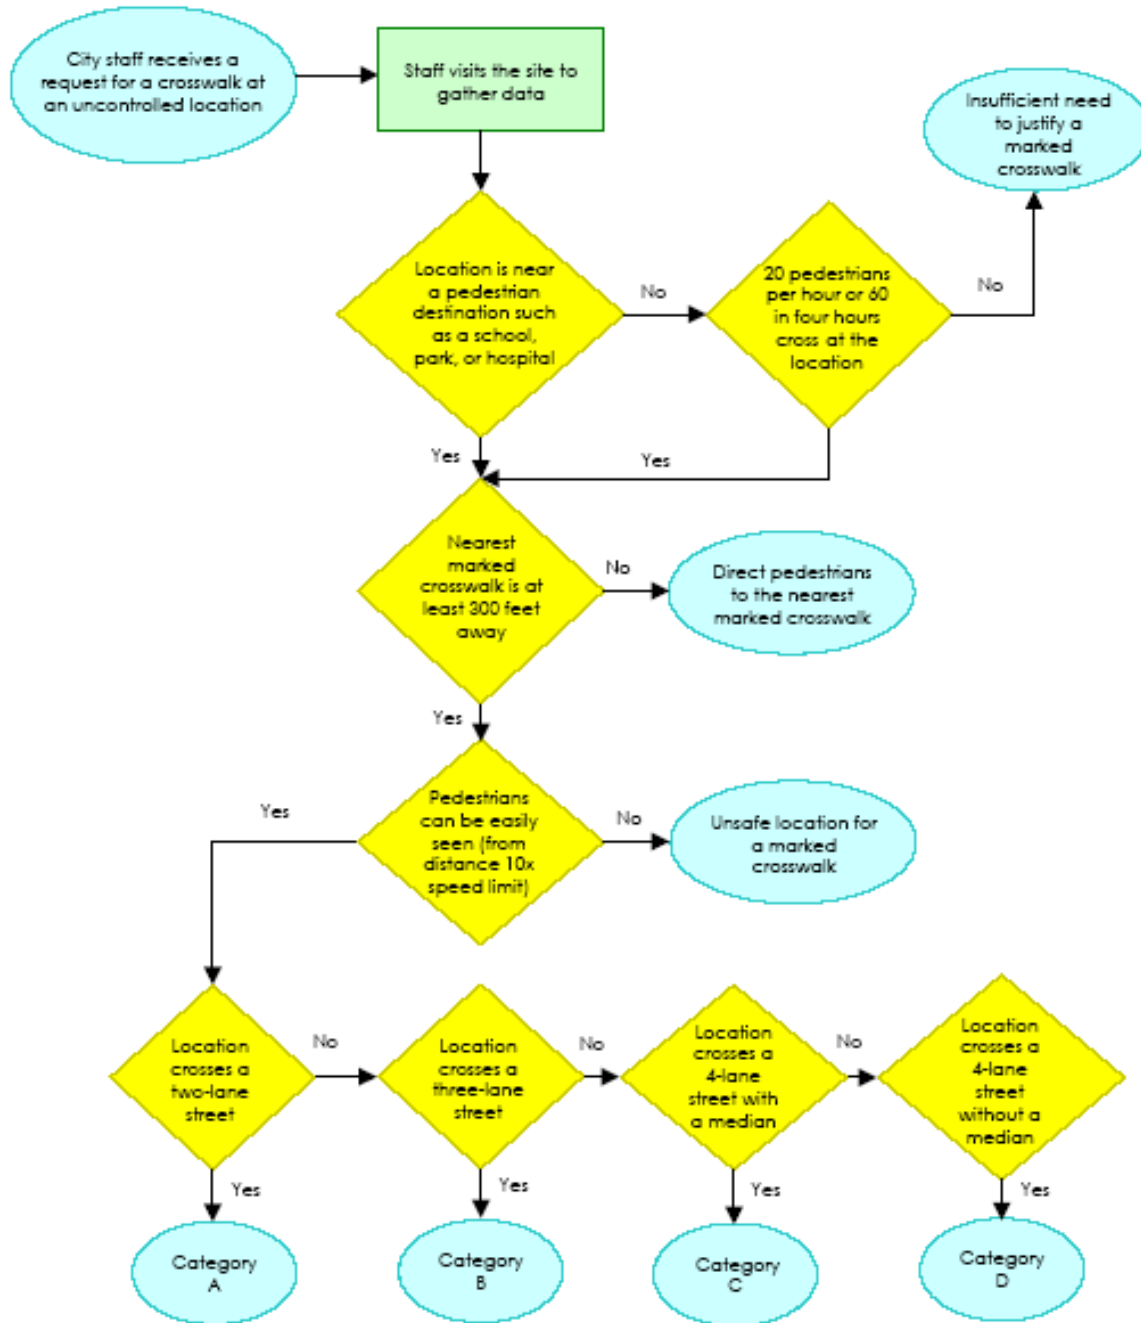 City staff receives a
request for a crosswalk at
an uncontrolled location
Staff visits the site to
gather data
Insufficient need
to justify a
marked
crosswalk
Location is near
a pedestrian
destination such
as a school,
park, or hospital
No
20 pedestrians
per hour or 60
in four hours
cross at the
location
No
Yes
Yes
Nearest
marked
crosswalk is at
least 300 feet
away
No
Direct pedestrians
to the nearest
marked crosswalk
Yes
Pedestrians
can be easily
seen (from
distance 10x
speed limit)
Yes
No
Unsafe location for
a marked
crosswalk
Location
crosses a
two-lane
street
No
Location
crosses a
three-lane
street
No
Location
crosses a
4-lane
street with
a median
No
Location
crosses a
4-lane
street
without a
median
Yes
Yes
Yes
Yes
Category
A
Category
B
Category
C
Category
D